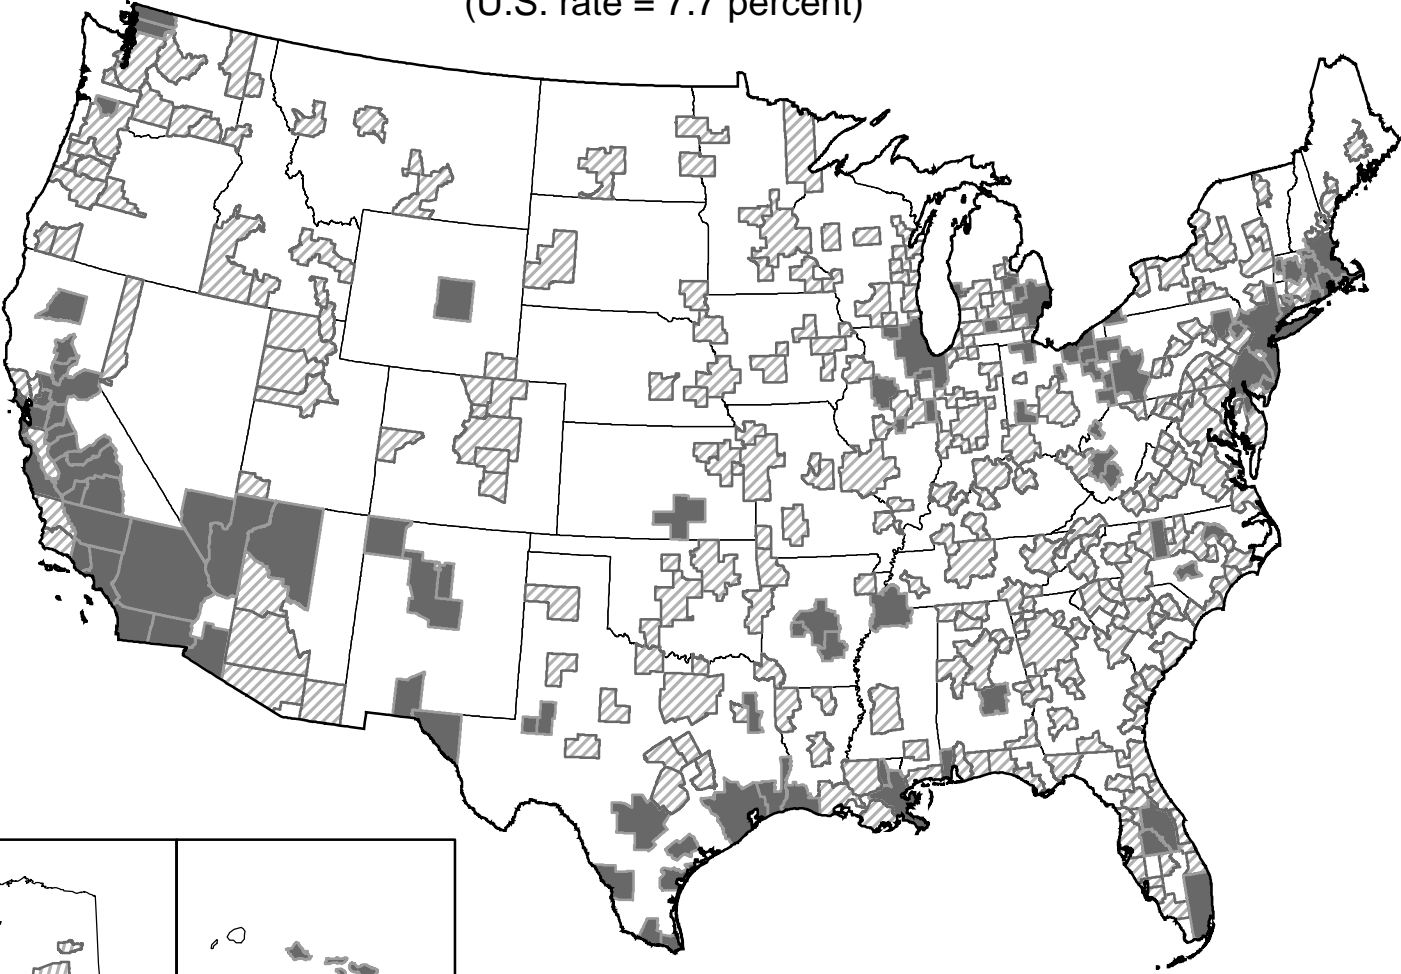 (U.S. rate = 7.7 percent)